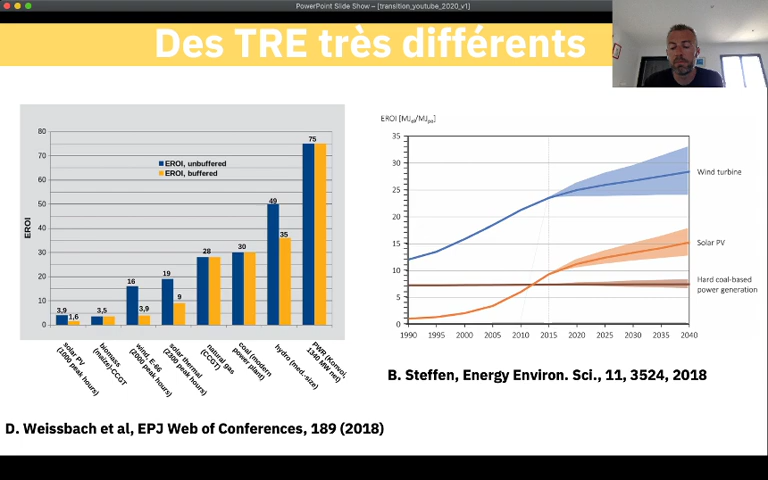 PowerPoint Slide Show – [transition_youtube_2020_v1]
Des TRE très différents
EROI
80
70
60
50
40
30
20
10
0
EROI, unbuffered
EROI, buffered
3,9
1,6
3,5
16
3,9
19
9
28
30
49
35
75
solar PV
(1000 peak hours)
biomass
(maize)-CCGT
wind, E-66
(2000 peak hours)
solar thermal
(2300 peak hours)
natural gas
(CCGT)
coal (modern
power plant)
hydro (med.-size)
PWR (Konvoi,
1340 MW net)
D. Weissbach et al, EPJ Web of Conferences, 189 (2018)
EROI [MJel/MJpe]
35
30
25
20
15
10
5
0
1990
1995
2000
2005
2010
2015
2020
2025
2030
2035
2040
Wind turbine
Solar PV
Hard coal-based
power generation
B. Steffen, Energy Environ. Sci., 11, 3524, 2018